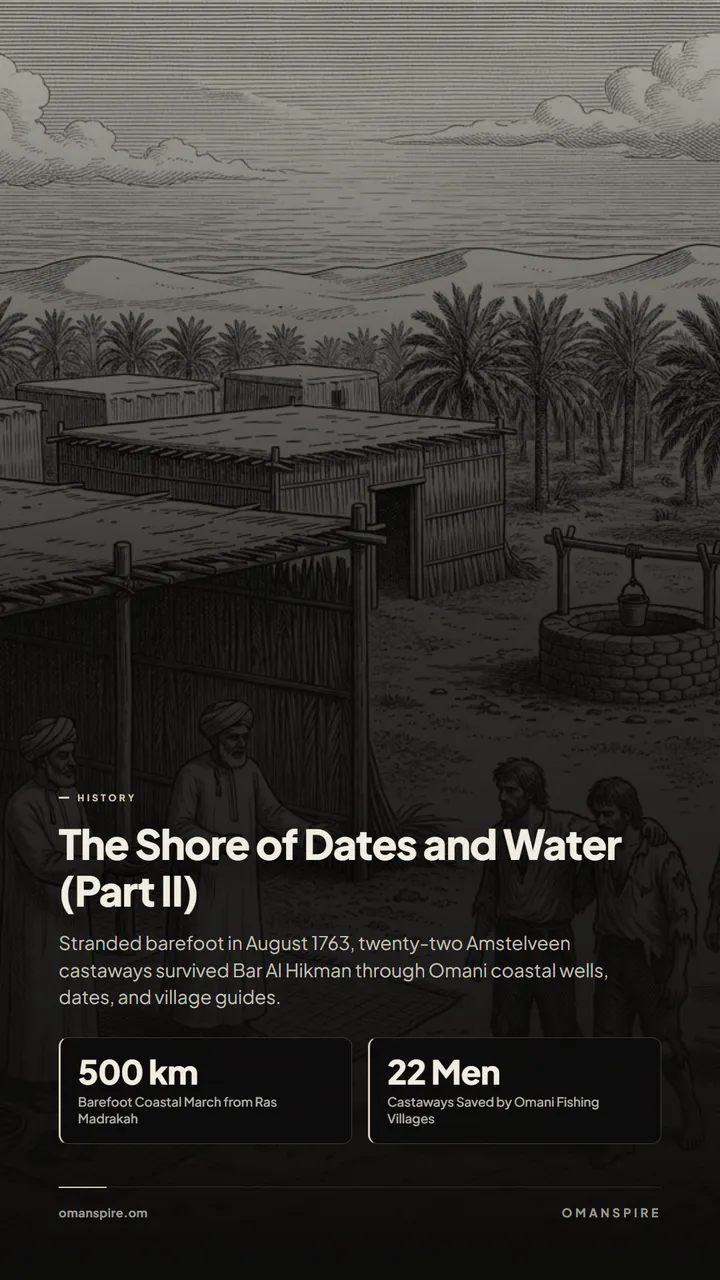 HISTORY
The Shore of Dates and Water
(Part II)
Stranded barefoot in August 1763, twenty-two Amstelveen
castaways survived Bar Al Hikman through Omani coastal wells,
dates, and village guides.
500 km
Barefoot Coastal March from Ras
Madrakah
22 Men
Castaways Saved by Omani Fishing
Villages
omanspire.om
OMANSPIRE